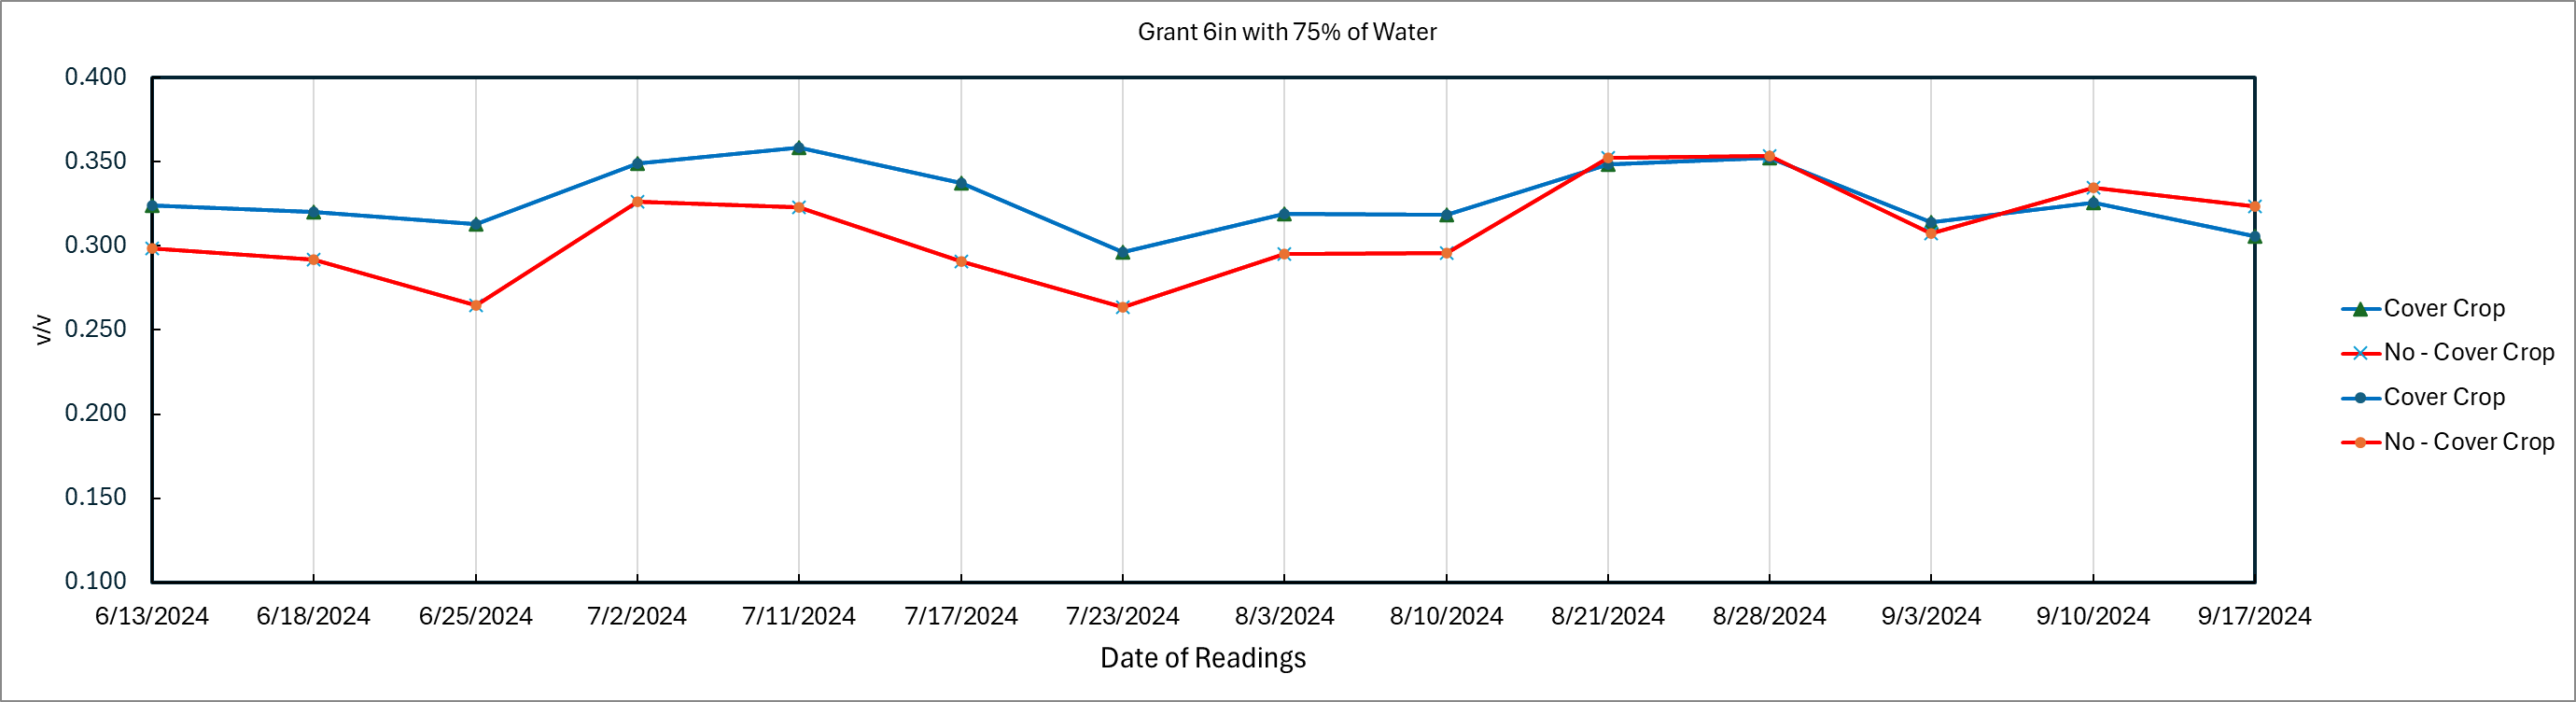 Grant 6in with 75% of Water
0.400
0.350
0.300
0.250
0.200
0.150
0.100
v/v
6/13/2024 6/18/2024 6/25/2024 7/2/2024 7/11/2024 7/17/2024 7/23/2024 8/3/2024 8/10/2024 8/21/2024 8/28/2024 9/3/2024 9/10/2024 9/17/2024
Date of Readings
Cover Crop
No - Cover Crop
Cover Crop
No - Cover Crop